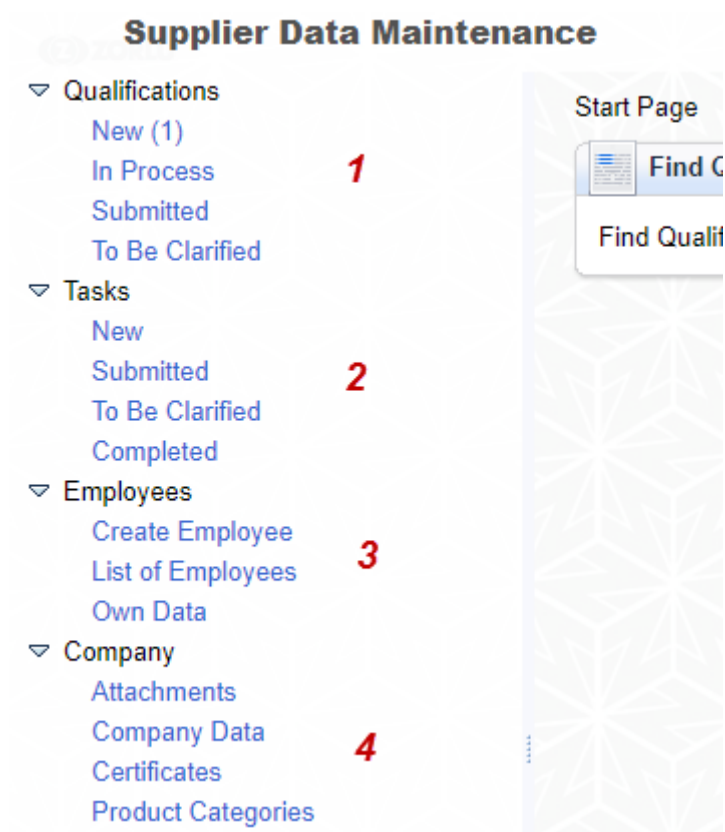 Supplier Data Maintenance
Qualifications
New (1)
In Process
Submitted
To Be Clarified
1
Tasks
New
Submitted
To Be Clarified
Completed
2
Employees
Create Employee
List of Employees
Own Data
3
Company
Attachments
Company Data
Certificates
Product Categories
4
Start Page
Find
Find